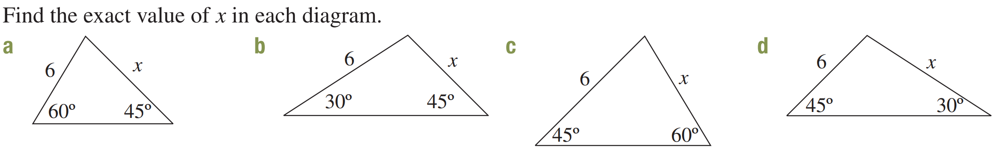 Find the exact value of x in each diagram.
a
6
x
60º
45º
b
6
x
30º
45º
c
6
x
45º
60º
d
6
x
45º
30º